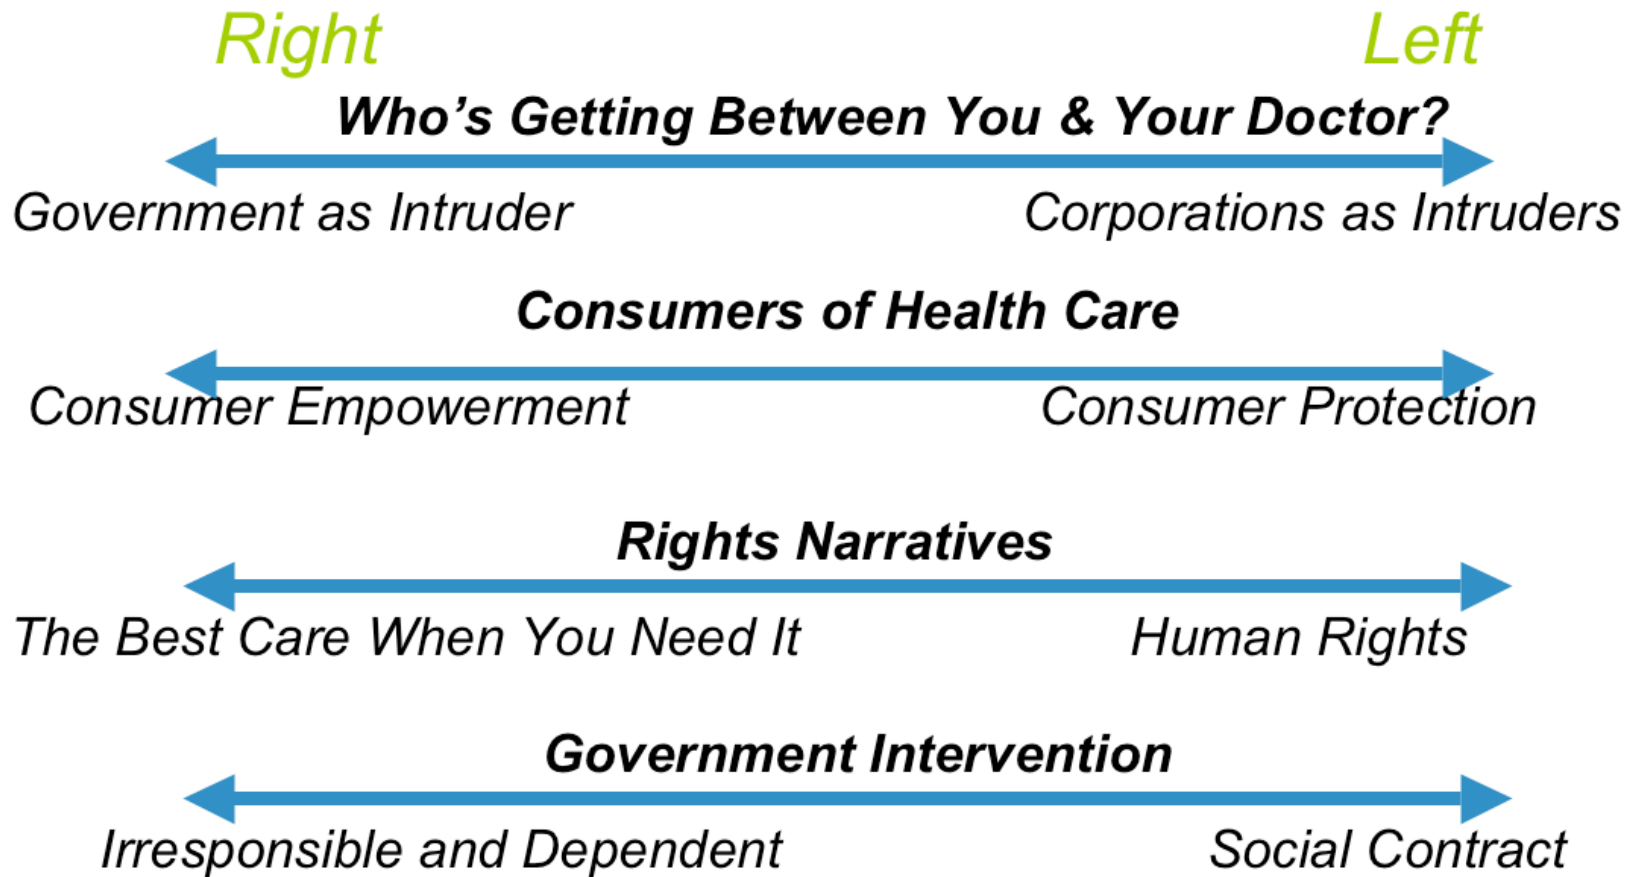 Right Left
Who’s Getting Between You & Your Doctor?
Government as Intruder Corporations as Intruders
Consumers of Health Care
Consumer Empowerment Consumer Protection
Rights Narratives
The Best Care When You Need It Human Rights
Government Intervention
Irresponsible and Dependent Social Contract